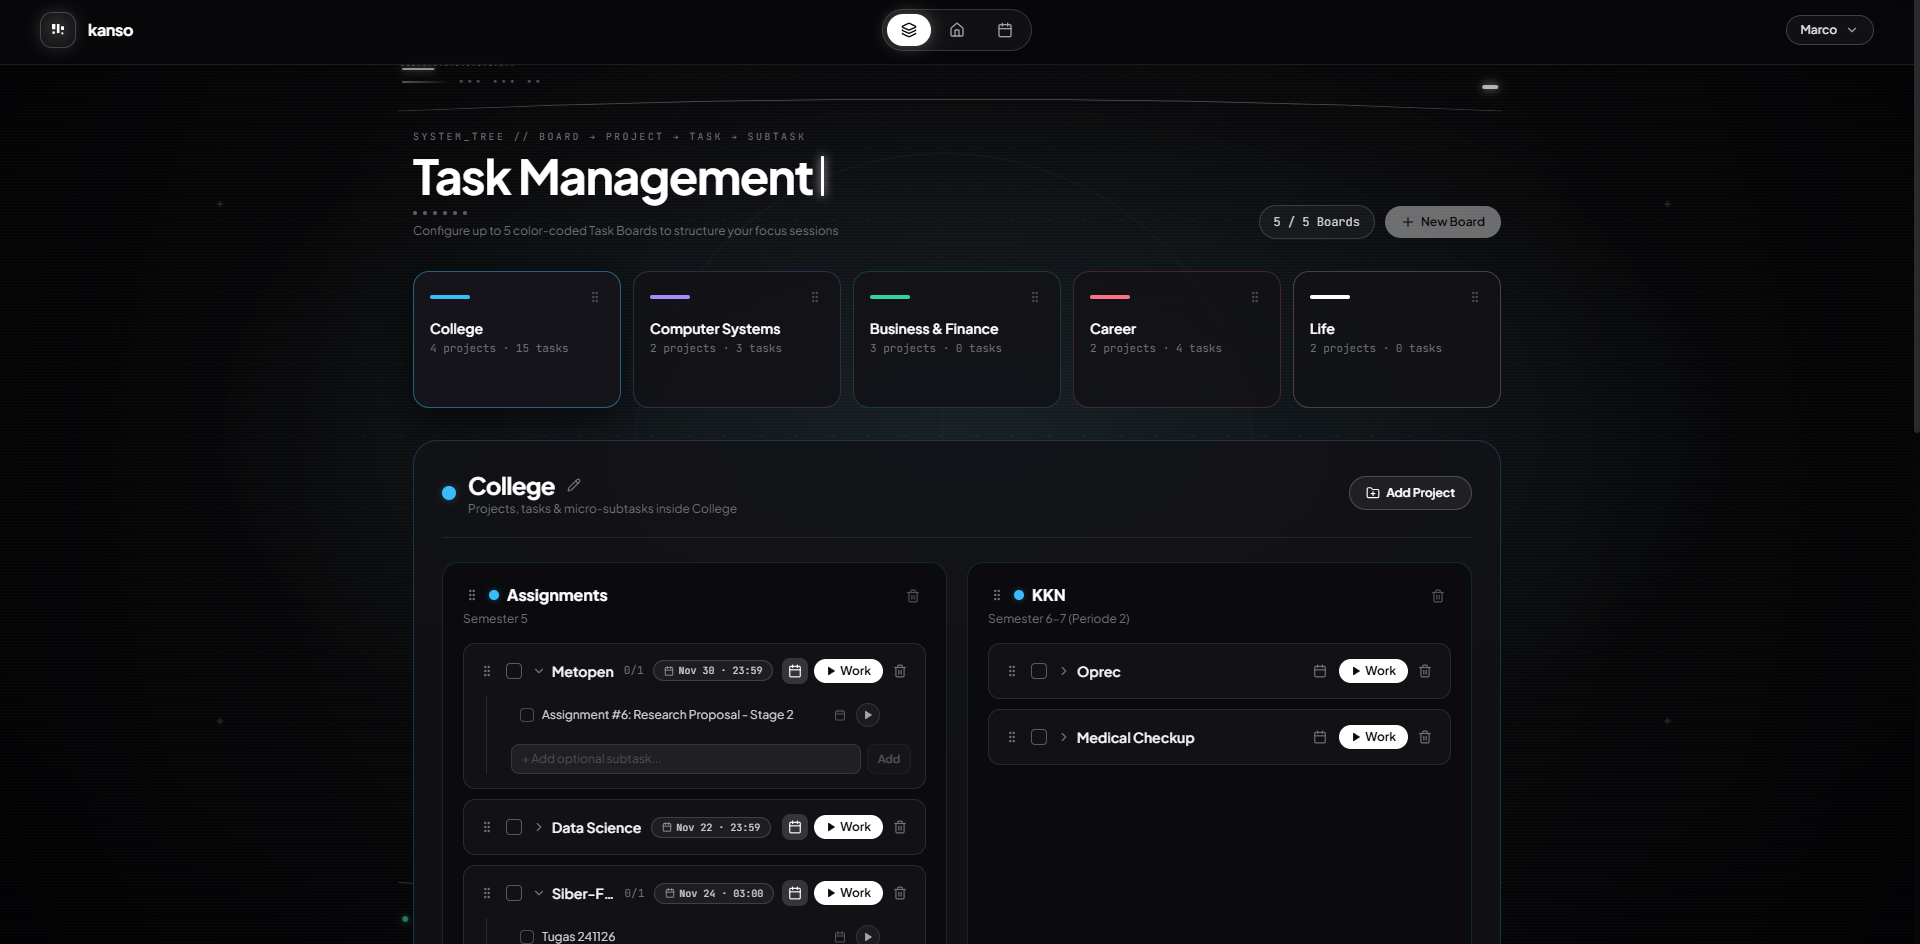 kanso
Marco
SYSTEM_TREE // BOARD → PROJECT → TASK → SUBTASK
Task Management
Configure up to 5 color-coded Task Boards to structure your focus sessions
5 / 5 Boards
+ New Board
College
4 projects · 15 tasks
Computer Systems
2 projects · 3 tasks
Business & Finance
3 projects · 0 tasks
Career
2 projects · 4 tasks
Life
2 projects · 0 tasks
College
Projects, tasks & micro-subtasks inside College
Add Project
Assignments
Semester 5
Metopen 0/1 Nov 30 · 23:59 Work
Assignment #6: Research Proposal - Stage 2
+ Add optional subtask... Add
Data Science Nov 22 · 23:59 Work
Siber-F... 0/1 Nov 24 · 03:00 Work
Tugas 241126
KKN
Semester 6-7 (Periode 2)
Oprec Work
Medical Checkup Work